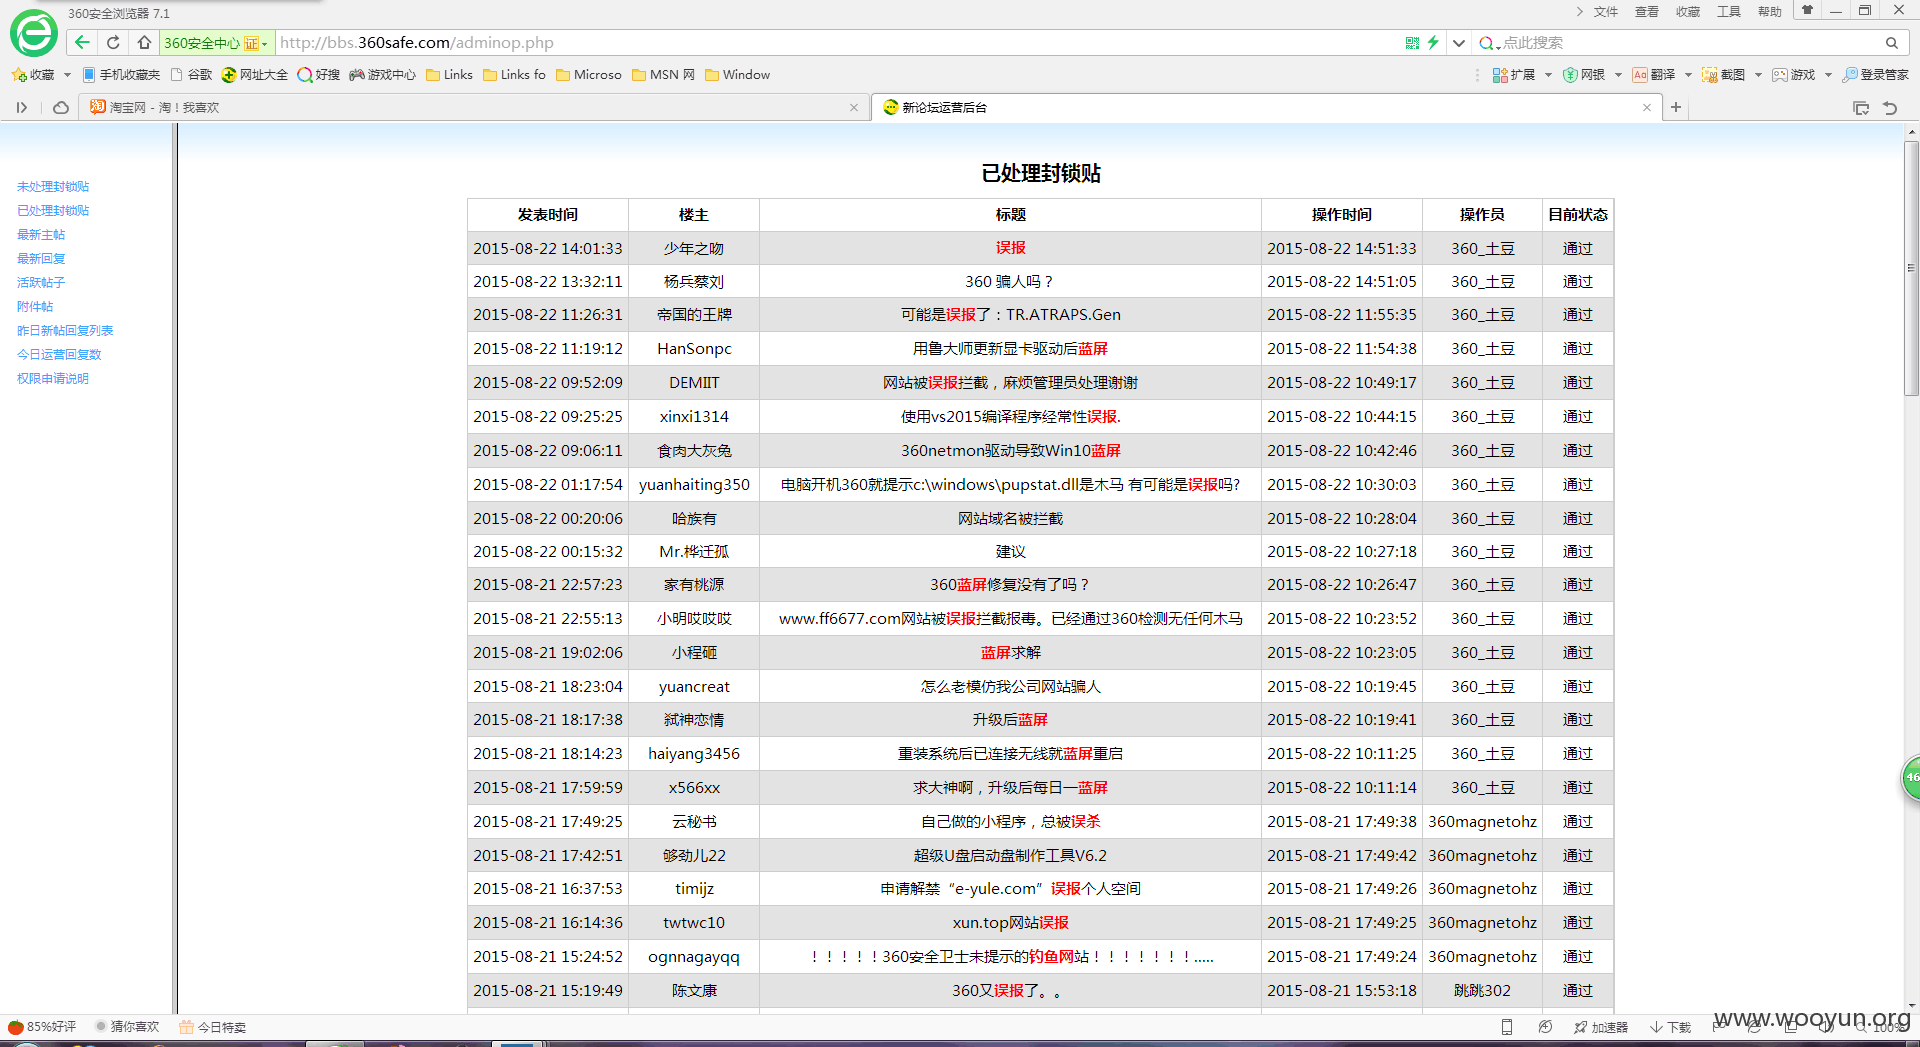 360安全浏览器 7.1
文件 查看 收藏 工具 帮助
360安全中心 证 http://bbs.360safe.com/adminop.php 点此搜索
收藏 手机收藏夹 谷歌 网址大全 好搜 游戏中心 Links Links fo Microso MSN 网 Window 扩展 网银 翻译 截图 游戏 登录管家
淘宝网 - 淘！我喜欢 新论坛运营后台
未处理封锁贴
已处理封锁贴
最新主帖
最新回复
活跃帖子
附件帖
昨日新帖回复列表
今日运营回复数
权限申请说明
已处理封锁贴
发表时间 楼主 标题 操作时间 操作员 目前状态
2015-08-22 14:01:33 少年之吻 误报 2015-08-22 14:51:33 360_土豆 通过
2015-08-22 13:32:11 杨兵蔡刘 360 骗人吗？ 2015-08-22 14:51:05 360_土豆 通过
2015-08-22 11:26:31 帝国的王牌 可能是误报了：TR.ATRAPS.Gen 2015-08-22 11:55:35 360_土豆 通过
2015-08-22 11:19:12 HanSonpc 用鲁大师更新显卡驱动后蓝屏 2015-08-22 11:54:38 360_土豆 通过
2015-08-22 09:52:09 DEMIIT 网站被误报拦截，麻烦管理员处理谢谢 2015-08-22 10:49:17 360_土豆 通过
2015-08-22 09:25:25 xinxi1314 使用vs2015编译程序经常性误报. 2015-08-22 10:44:15 360_土豆 通过
2015-08-22 09:06:11 食肉大灰兔 360netmon驱动导致Win10蓝屏 2015-08-22 10:42:46 360_土豆 通过
2015-08-22 01:17:54 yuanhaiting350 电脑开机360就提示c:\windows\pupstat.dll是木马 有可能是误报吗? 2015-08-22 10:30:03 360_土豆 通过
2015-08-22 00:20:06 哈族有 网站域名被拦截 2015-08-22 10:28:04 360_土豆 通过
2015-08-22 00:15:32 Mr.桦迁孤 建议 2015-08-22 10:27:18 360_土豆 通过
2015-08-21 22:57:23 家有桃源 360蓝屏修复没有了吗？ 2015-08-22 10:26:47 360_土豆 通过
2015-08-21 22:55:13 小明哎哎哎 www.ff6677.com网站被误报拦截报毒。已经通过360检测无任何木马 2015-08-22 10:23:52 360_土豆 通过
2015-08-21 19:02:06 小程砸 蓝屏求解 2015-08-22 10:23:05 360_土豆 通过
2015-08-21 18:23:04 yuancreat 怎么老模仿我公司网站骗人 2015-08-22 10:19:45 360_土豆 通过
2015-08-21 18:17:38 弑神恋情 升级后蓝屏 2015-08-22 10:19:41 360_土豆 通过
2015-08-21 18:14:23 haiyang3456 重装系统后已连接无线就蓝屏重启 2015-08-22 10:11:25 360_土豆 通过
2015-08-21 17:59:59 x566xx 求大神啊，升级后每日一蓝屏 2015-08-22 10:11:14 360_土豆 通过
2015-08-21 17:49:25 云秘书 自己做的小程序，总被误杀 2015-08-21 17:49:38 360magnetohz 通过
2015-08-21 17:42:51 够劲儿22 超级U盘启动盘制作工具V6.2 2015-08-21 17:49:42 360magnetohz 通过
2015-08-21 16:37:53 timijz 申请解禁“e-yule.com”误报个人空间 2015-08-21 17:49:26 360magnetohz 通过
2015-08-21 16:14:36 twtwc10 xun.top网站误报 2015-08-21 17:49:25 360magnetohz 通过
2015-08-21 15:24:52 ognnagayqq ！！！！！360安全卫士未提示的钓鱼网站！！！！！！！..... 2015-08-21 17:49:24 360magnetohz 通过
2015-08-21 15:19:49 陈文康 360又误报了。。 2015-08-21 15:53:18 跳跳302 通过
46
85%好评 猜你喜欢 今日特卖 加速器 下载 100%
www.wooyun.org